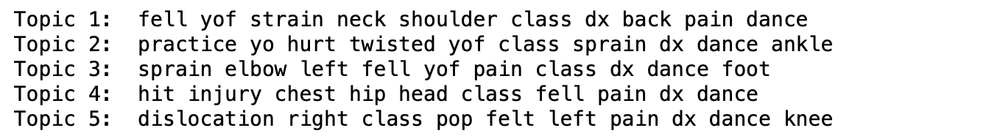 Topic 1:  fell yof strain neck shoulder class dx back pain dance
Topic 2:  practice yo hurt twisted yof class sprain dx dance ankle
Topic 3:  sprain elbow left fell yof pain class dx dance foot
Topic 4:  hit injury chest hip head class fell pain dx dance
Topic 5:  dislocation right class pop felt left pain dx dance knee